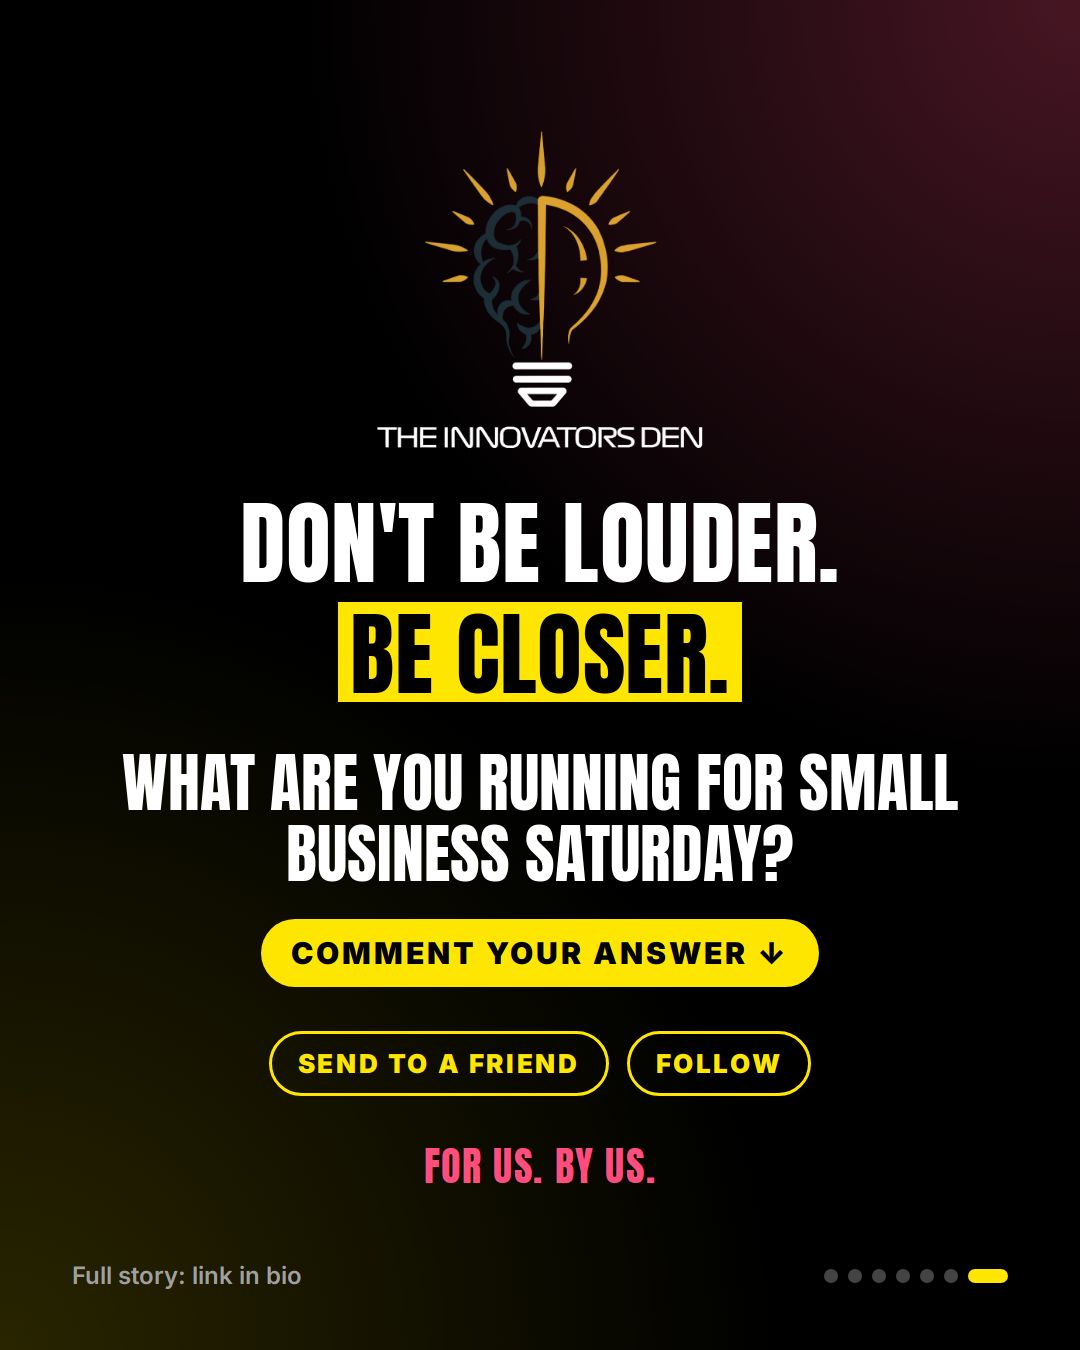 THE INNOVATORS DEN
DON'T BE LOUDER.
BE CLOSER.
WHAT ARE YOU RUNNING FOR SMALL
BUSINESS SATURDAY?
COMMENT YOUR ANSWER ↓
SEND TO A FRIEND
FOLLOW
FOR US. BY US.
Full story: link in bio